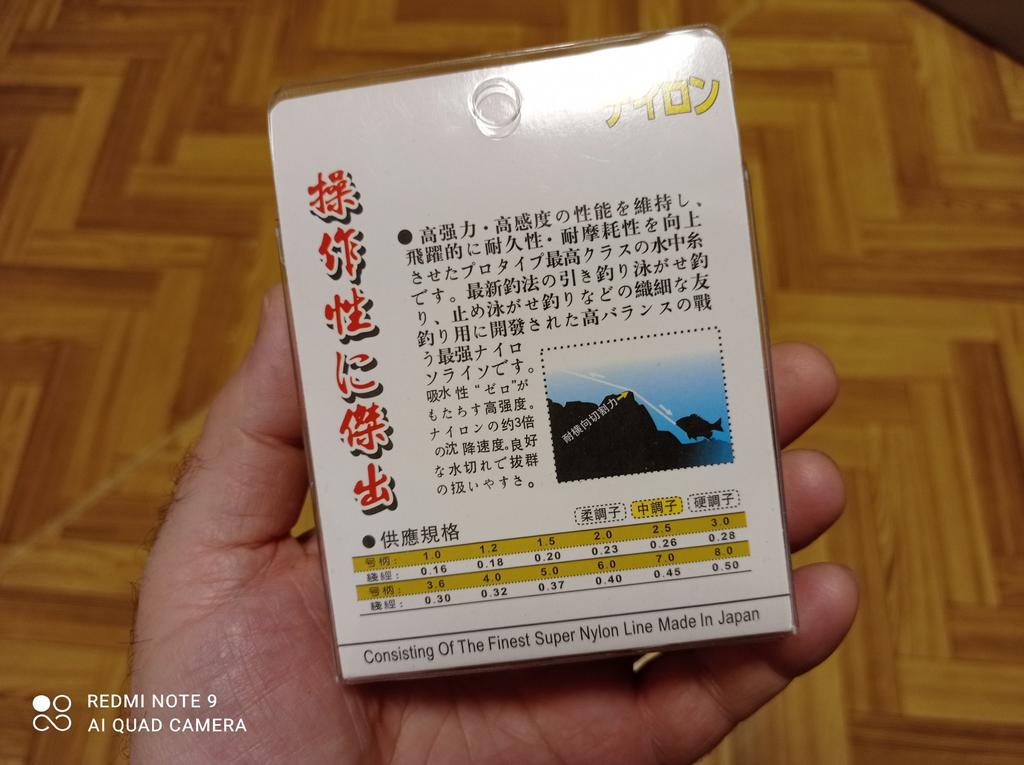 ナイロン
操作性に傑出
●高强力・高感度の性能を維持し、
飛躍的に耐久性・耐摩耗性を向上
させたプロタイプ最高クラスの水中糸
です。最新釣法の引き釣り泳がせ釣
り、止め泳がせ釣りなどの繊細な友
釣り用に開發された高バランスの戰
う最强ナイロ
ンラインです。
吸水性“ゼロ”が
もたちす高强度。
ナイロンの约3倍
の沈降速度。良好
な水切れで拔群
の扱いやすさ。
耐横向切割力
柔調子 中調子 硬調子
●供應規格
号柄: 1.0 1.2 1.5 2.0 2.5 3.0
綫經: 0.16 0.18 0.20 0.23 0.26 0.28
号柄: 3.6 4.0 5.0 6.0 7.0 8.0
綫經: 0.30 0.32 0.37 0.40 0.45 0.50
Consisting Of The Finest Super Nylon Line Made In Japan
REDMI NOTE 9
AI QUAD CAMERA